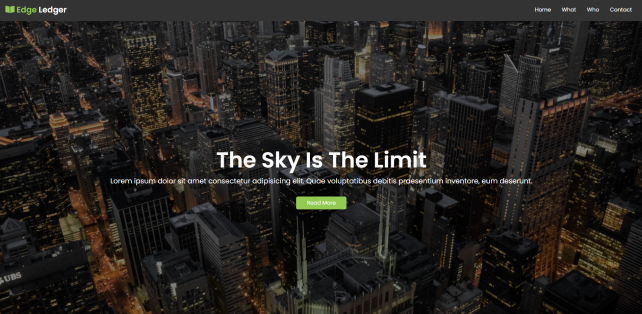 Edge Ledger
Home What Who Contact
The Sky Is The Limit
Lorem ipsum dolor sit amet consectetur adipisicing elit. Quae voluptatibus debitis praesentium inventore, eum deserunt.
Read More
UBS